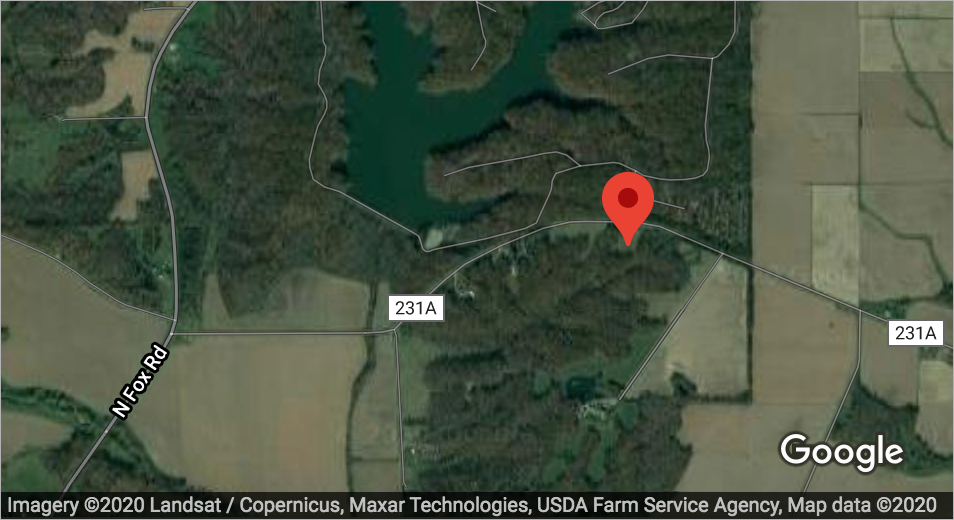 231A
231A
N Fox Rd
Google
Imagery ©2020 Landsat / Copernicus, Maxar Technologies, USDA Farm Service Agency, Map data ©2020